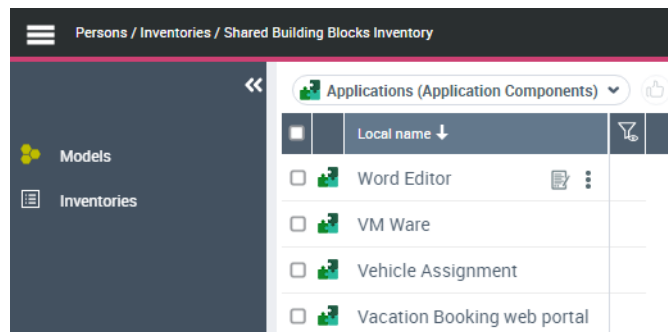 Persons / Inventories / Shared Building Blocks Inventory
Applications (Application Components)
Local name
Models
Word Editor
Inventories
VM Ware
Vehicle Assignment
Vacation Booking web portal